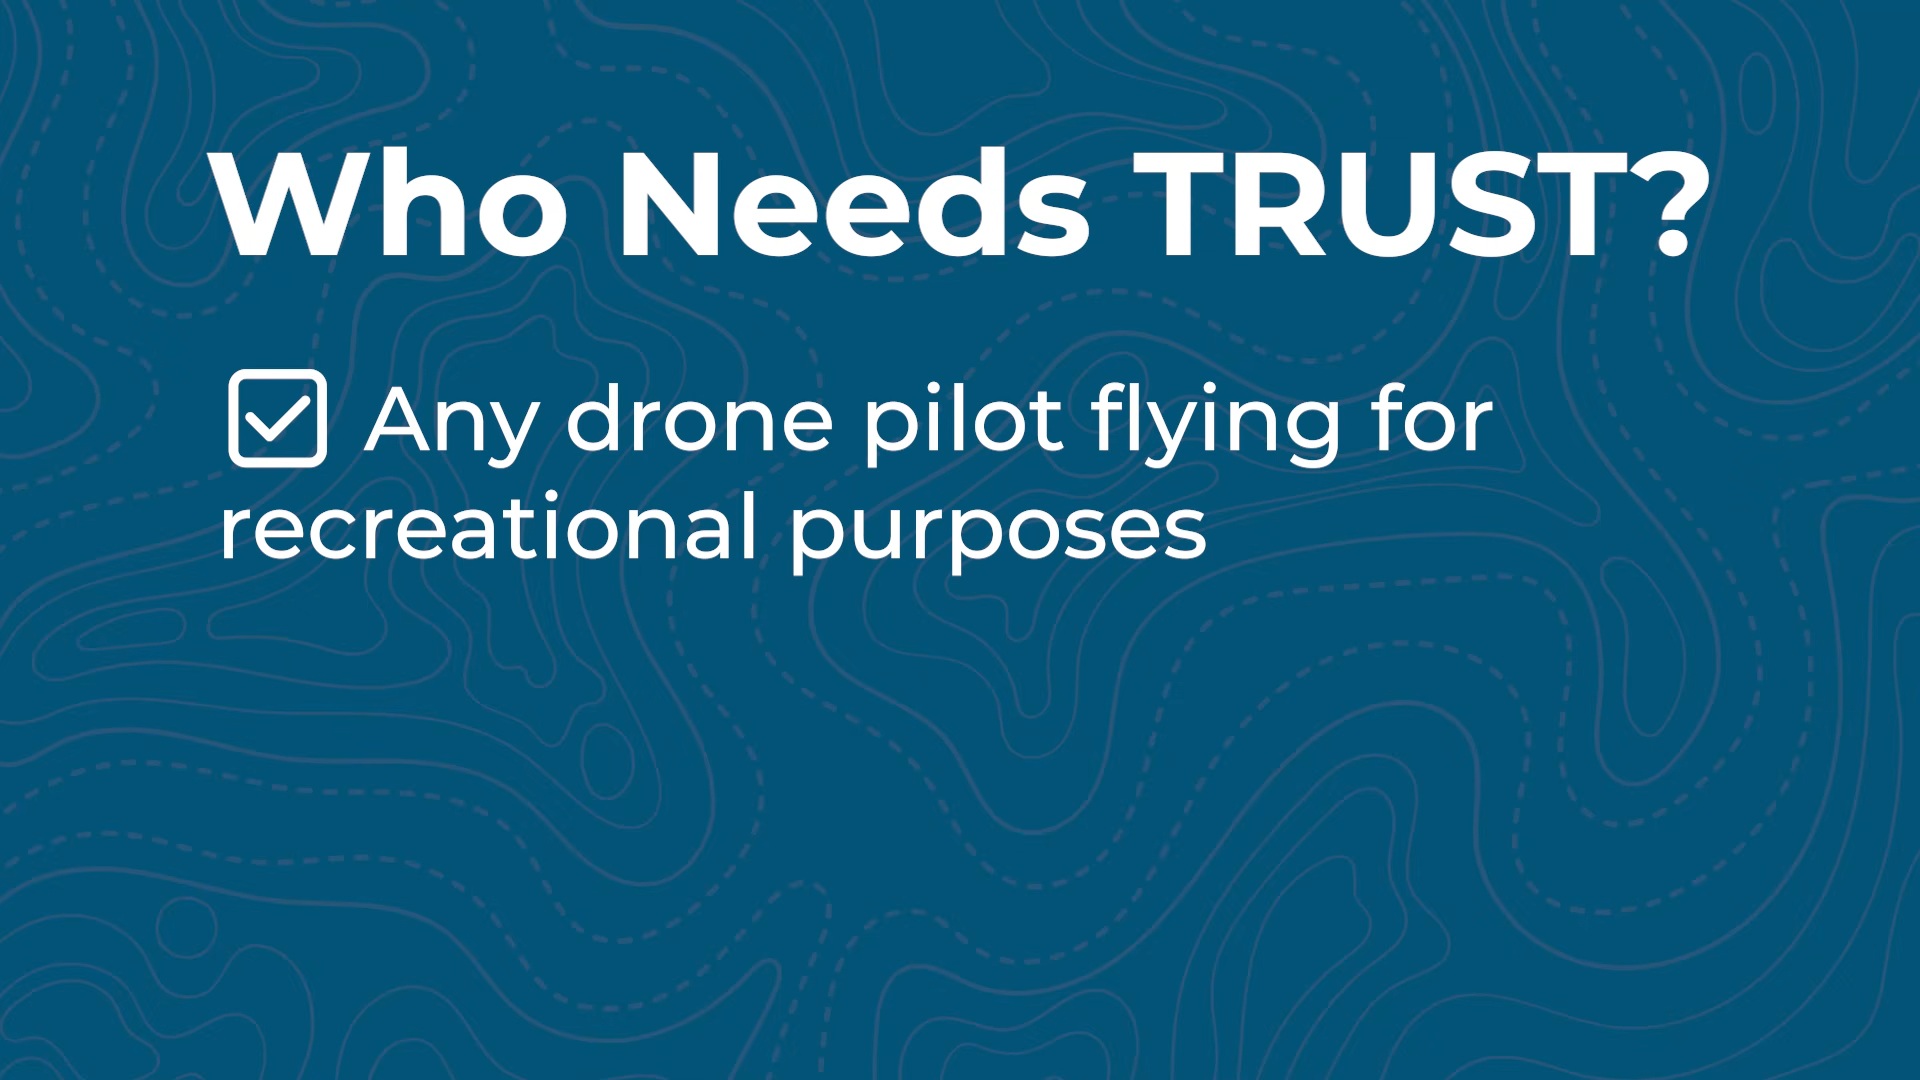 Who Needs TRUST?
Any drone pilot flying for
recreational purposes